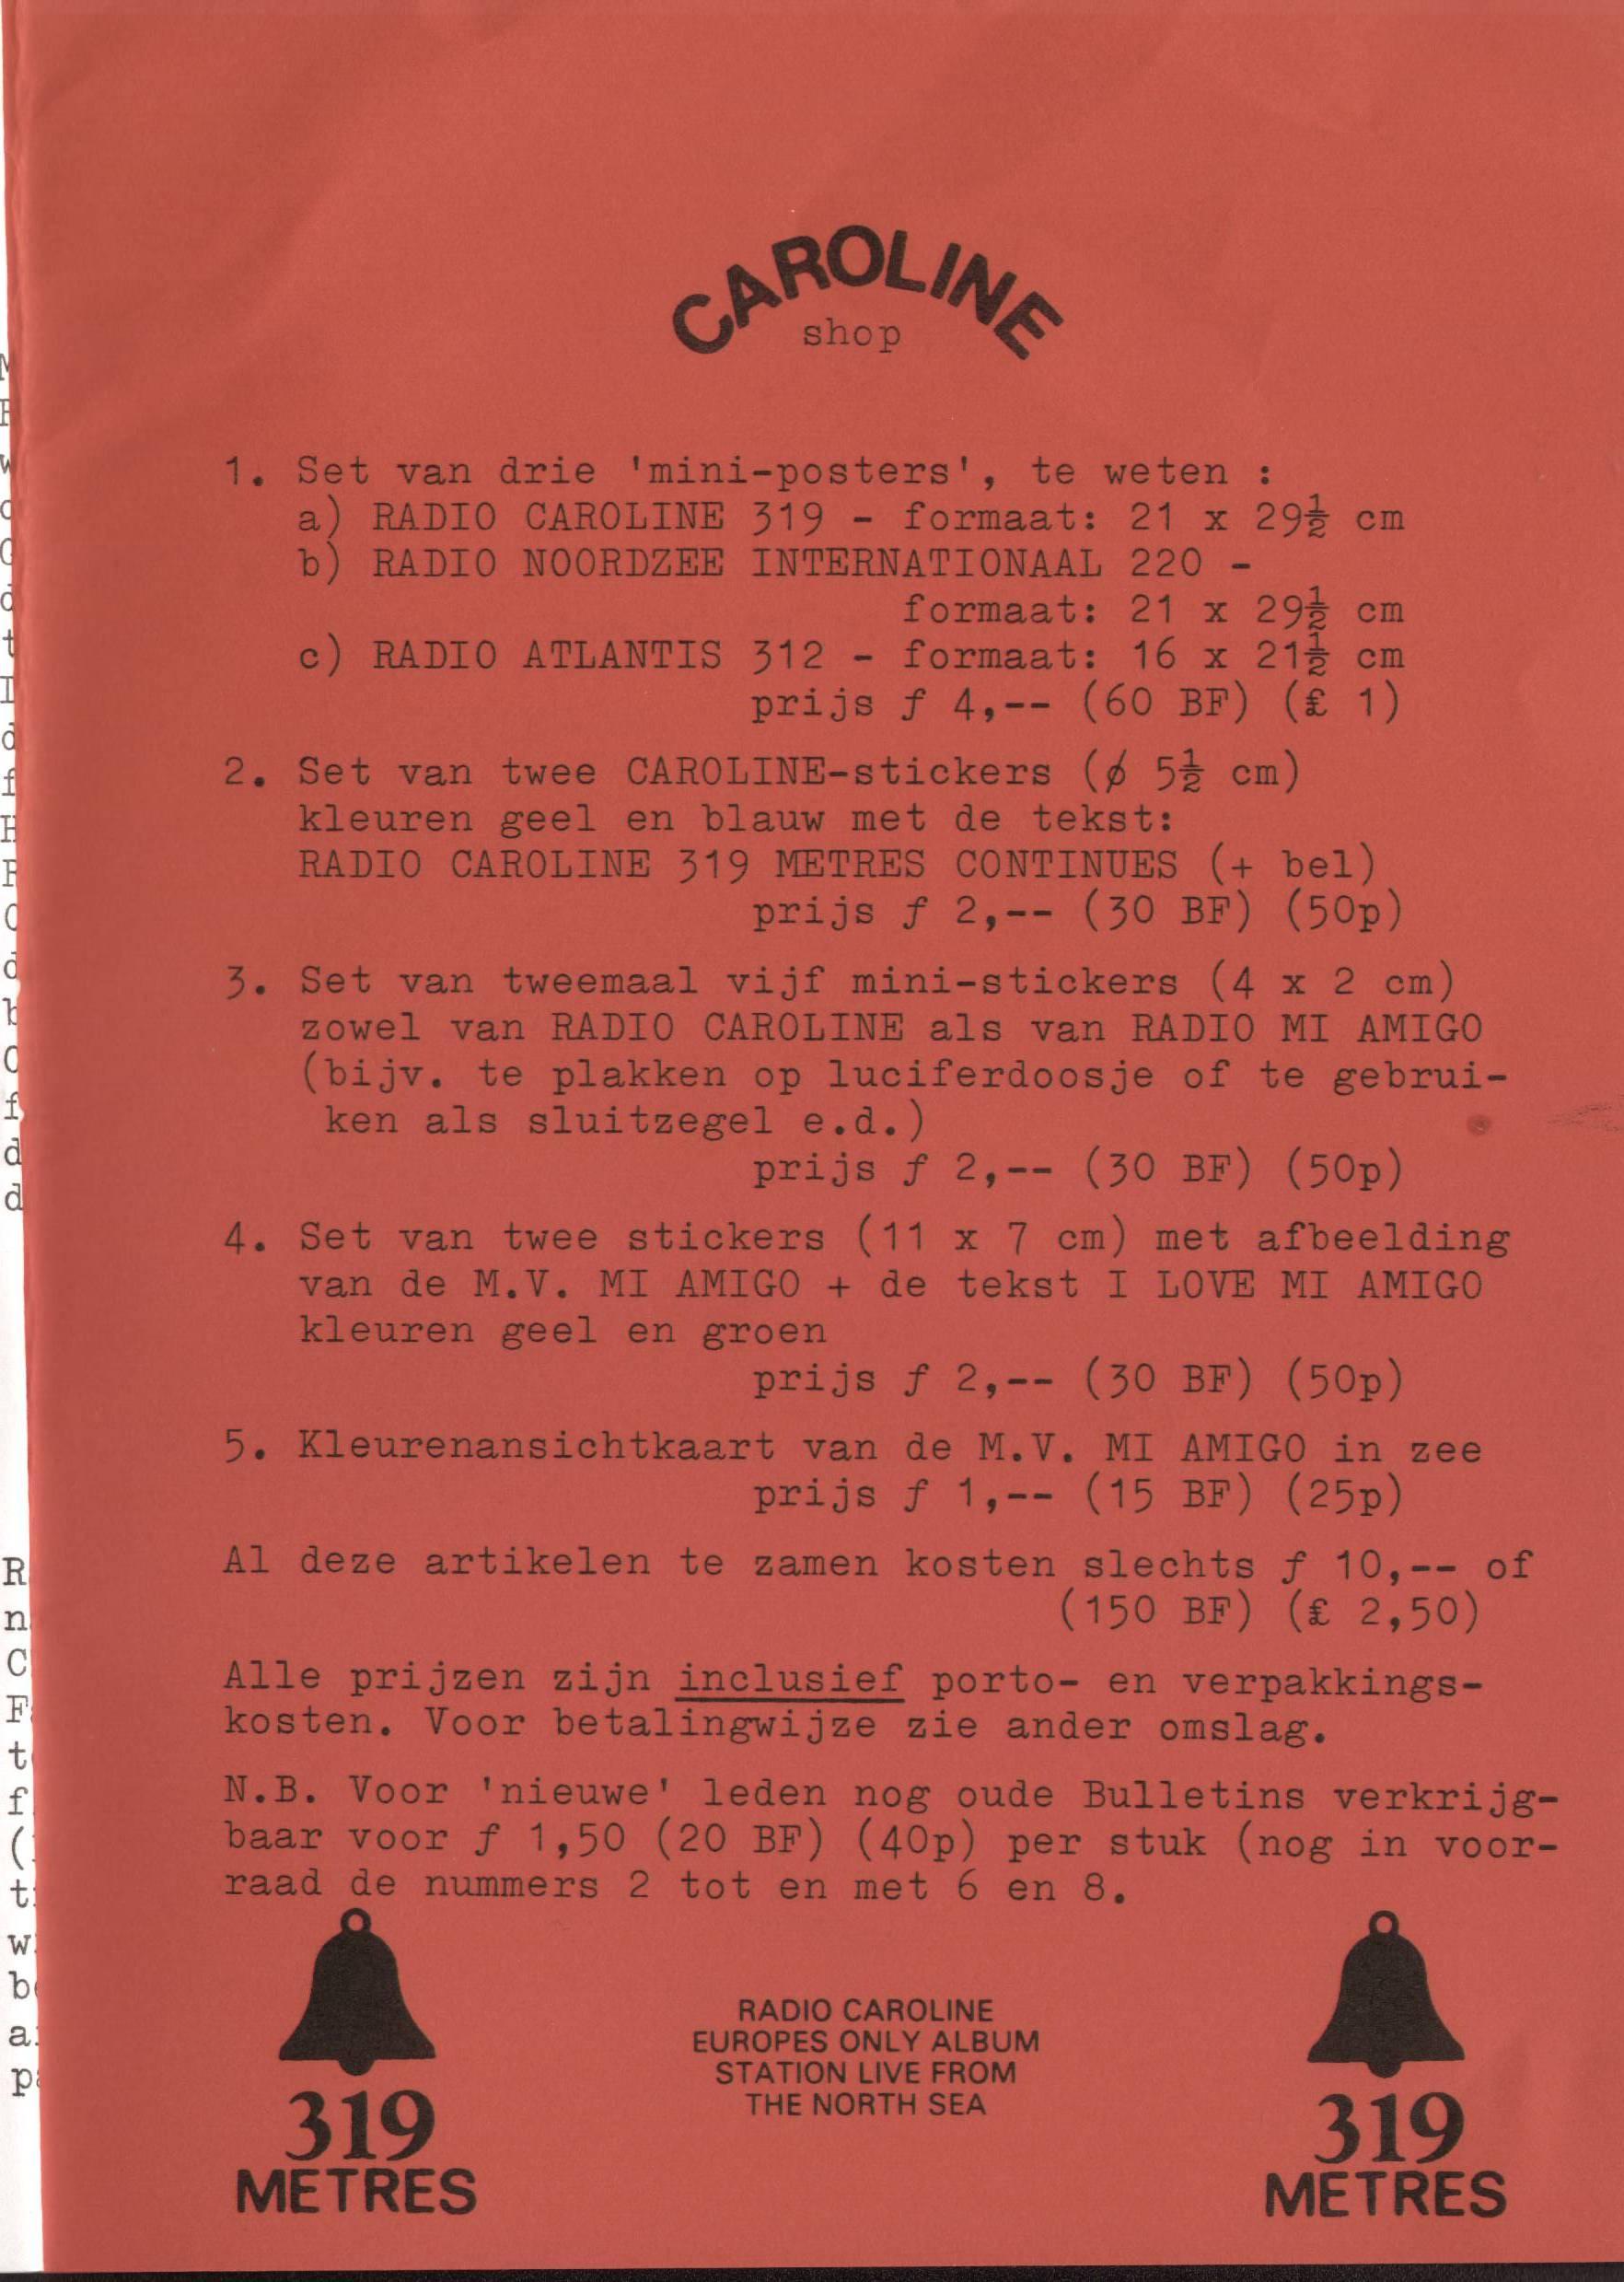 CAROLINE
shop
1. Set van drie 'mini-posters', te weten :
a) RADIO CAROLINE 319 - formaat: 21 x 29½ cm
b) RADIO NOORDZEE INTERNATIONAAL 220 -
formaat: 21 x 29½ cm
c) RADIO ATLANTIS 312 - formaat: 16 x 21½ cm
prijs ƒ 4,-- (60 BF) (£ 1)
2. Set van twee CAROLINE-stickers (ϕ 5½ cm)
kleuren geel en blauw met de tekst:
RADIO CAROLINE 319 METRES CONTINUES (+ bel)
prijs ƒ 2,-- (30 BF) (50p)
3. Set van tweemaal vijf mini-stickers (4 x 2 cm)
zowel van RADIO CAROLINE als van RADIO MI AMIGO
(bijv. te plakken op luciferdoosje of te gebrui-
ken als sluitzegel e.d.)
prijs ƒ 2,-- (30 BF) (50p)
4. Set van twee stickers (11 x 7 cm) met afbeelding
van de M.V. MI AMIGO + de tekst I LOVE MI AMIGO
kleuren geel en groen
prijs ƒ 2,-- (30 BF) (50p)
5. Kleurenansichtkaart van de M.V. MI AMIGO in zee
prijs ƒ 1,-- (15 BF) (25p)
Al deze artikelen te zamen kosten slechts ƒ 10,-- of
(150 BF) (£ 2,50)
Alle prijzen zijn inclusief porto- en verpakkings-
kosten. Voor betalingwijze zie ander omslag.
N.B. Voor 'nieuwe' leden nog oude Bulletins verkrijg-
baar voor ƒ 1,50 (20 BF) (40p) per stuk (nog in voor-
raad de nummers 2 tot en met 6 en 8.
319
METRES
RADIO CAROLINE
EUROPES ONLY ALBUM
STATION LIVE FROM
THE NORTH SEA
319
METRES